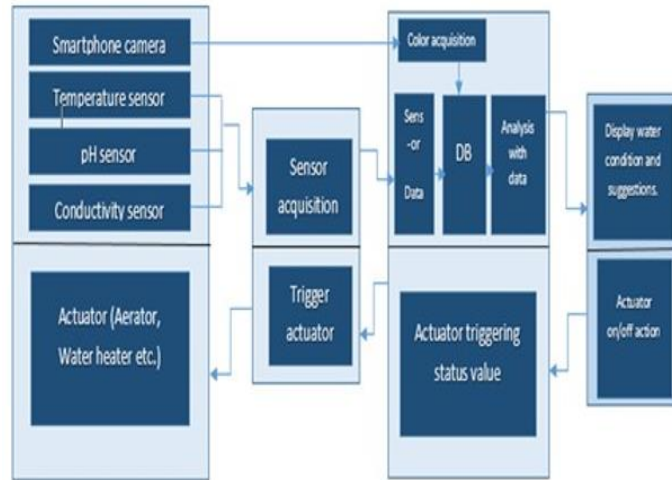 Smartphone camera
Temperature sensor
pH sensor
Conductivity sensor
Sensor
acquisition
Color acquisition
Sens
-or
Data
DB
Analysis
with
data
Display water
condition and
suggestions.
Actuator (Aerator,
Water heater etc.)
Trigger
actuator
Actuator triggering
status value
Actuator
on/off action